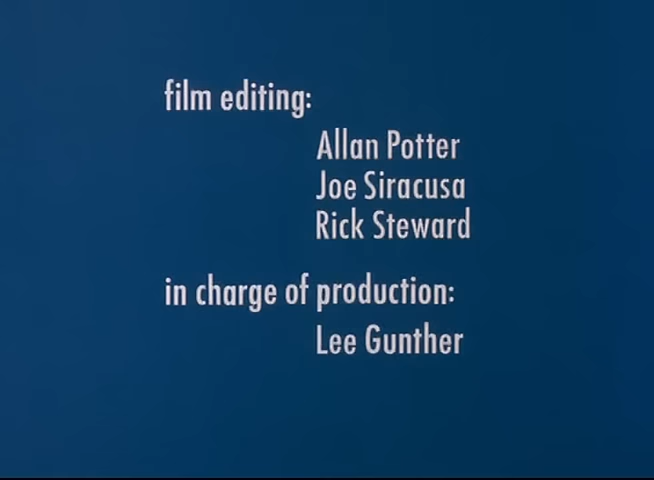 film editing:
Allan Potter
Joe Siracusa
Rick Steward
in charge of production:
Lee Gunther